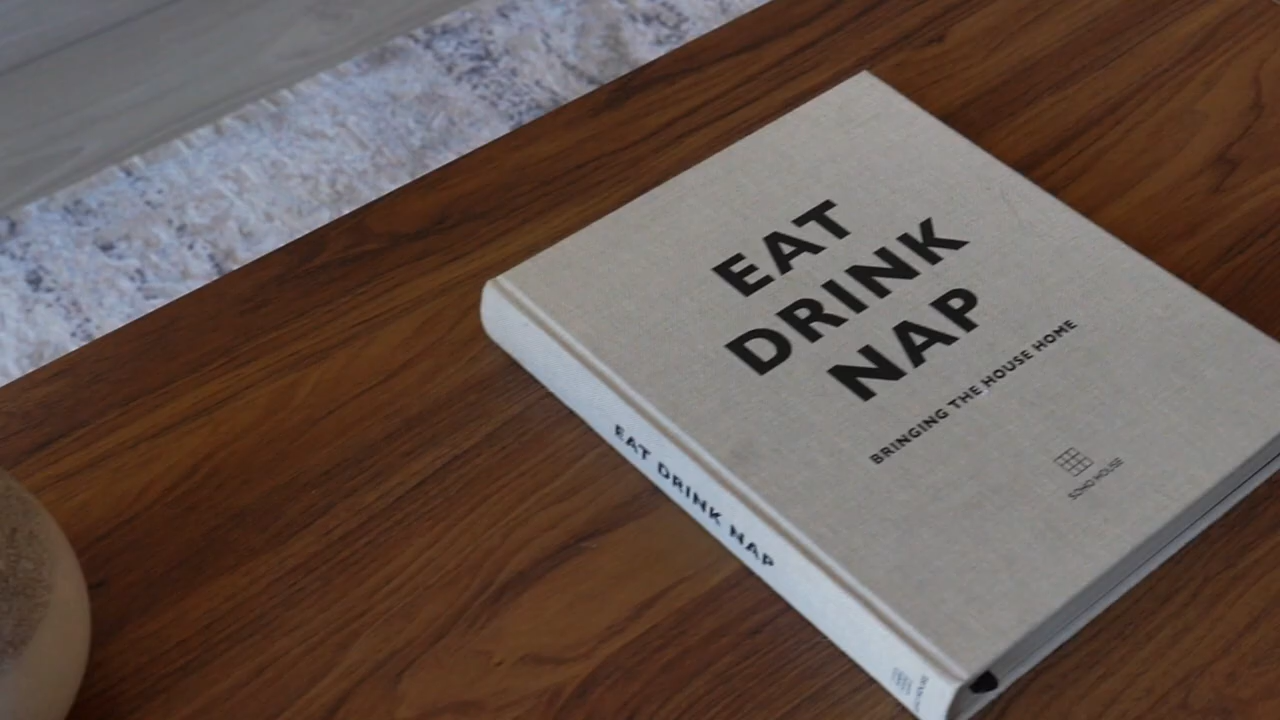 EAT
DRINK
NAP
BRINGING THE HOUSE HOME
SOHO HOUSE
EAT DRINK NAP